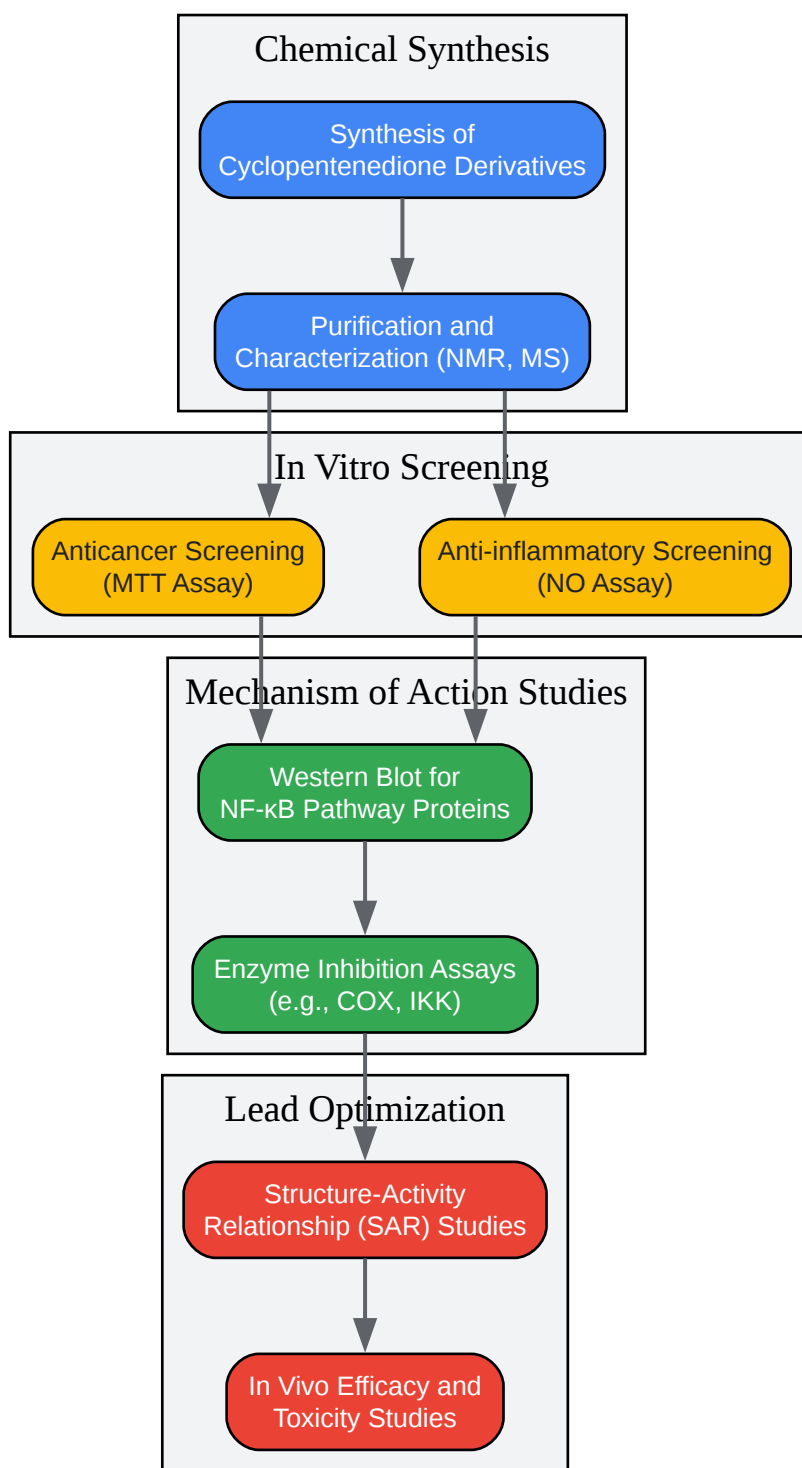 Chemical Synthesis
Synthesis of
Cyclopentenedione Derivatives
Purification and
Characterization (NMR, MS)
In Vitro Screening
Anticancer Screening
(MTT Assay)
Anti-inflammatory Screening
(NO Assay)
Mechanism of Action Studies
Western Blot for
NF-κB Pathway Proteins
Enzyme Inhibition Assays
(e.g., COX, IKK)
Lead Optimization
Structure-Activity
Relationship (SAR) Studies
In Vivo Efficacy and
Toxicity Studies